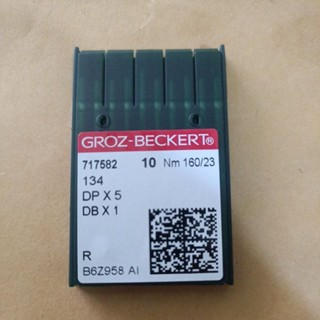 GROZ-BECKERT®
717582 10 Nm 160/23
134
DP X 5
DB X 1
R
B6Z958 AI